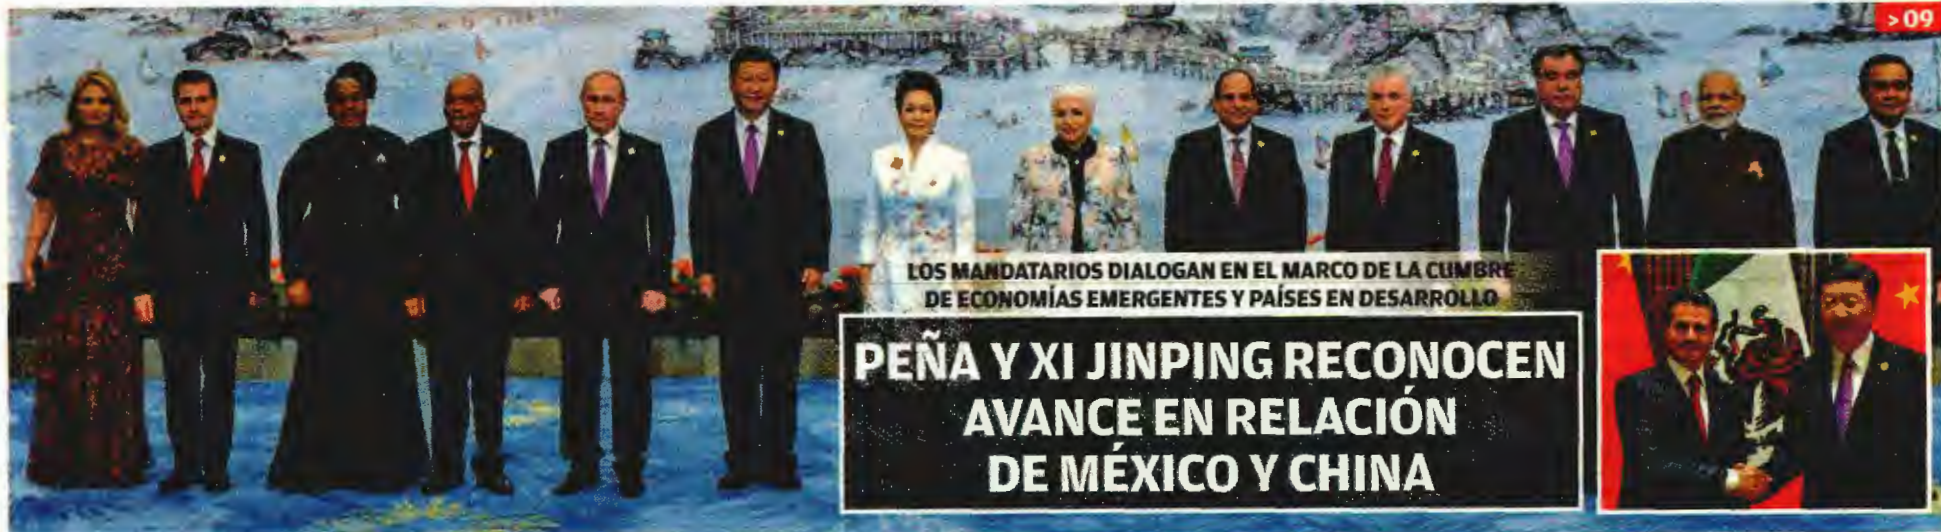 >09
LOS MANDATARIOS DIALOGAN EN EL MARCO DE LA CUMBRE
DE ECONOMÍAS EMERGENTES Y PAÍSES EN DESARROLLO
PEÑA Y XI JINPING RECONOCEN
AVANCE EN RELACIÓN
DE MÉXICO Y CHINA